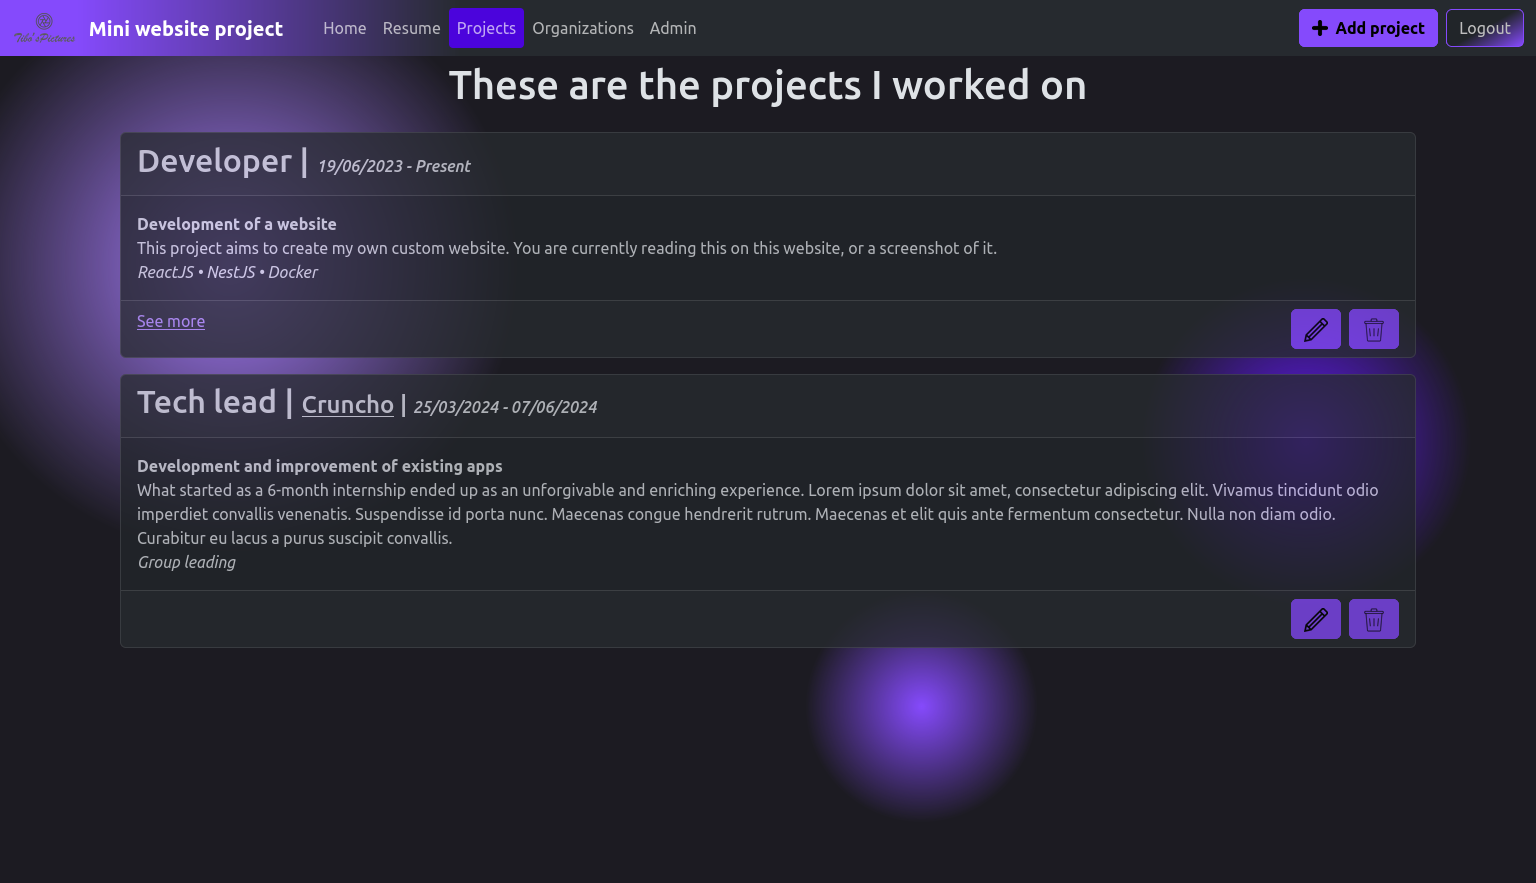 Tibo'sPictures
Mini website project
Home
Resume
Projects
Organizations
Admin
Add project
Logout
These are the projects I worked on
Developer | 19/06/2023 - Present
Development of a website
This project aims to create my own custom website. You are currently reading this on this website, or a screenshot of it.
ReactJS • NestJS • Docker
See more
Tech lead | Cruncho | 25/03/2024 - 07/06/2024
Development and improvement of existing apps
What started as a 6-month internship ended up as an unforgivable and enriching experience. Lorem ipsum dolor sit amet, consectetur adipiscing elit. Vivamus tincidunt odio
imperdiet convallis venenatis. Suspendisse id porta nunc. Maecenas congue hendrerit rutrum. Maecenas et elit quis ante fermentum consectetur. Nulla non diam odio.
Curabitur eu lacus a purus suscipit convallis.
Group leading